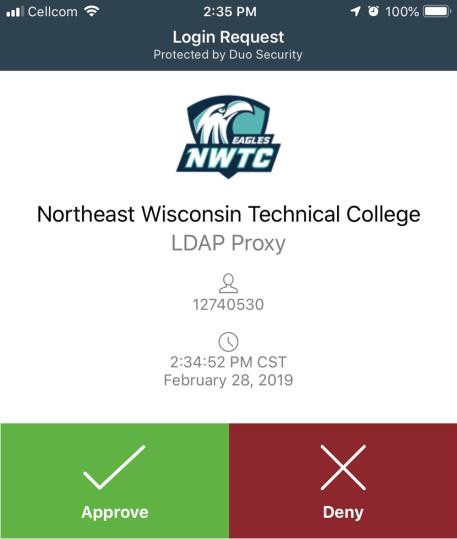 Cellcom 2:35 PM 100%
Login Request
Protected by Duo Security
EAGLES
NWTC
Northeast Wisconsin Technical College
LDAP Proxy
12740530
2:34:52 PM CST
February 28, 2019
Approve Deny